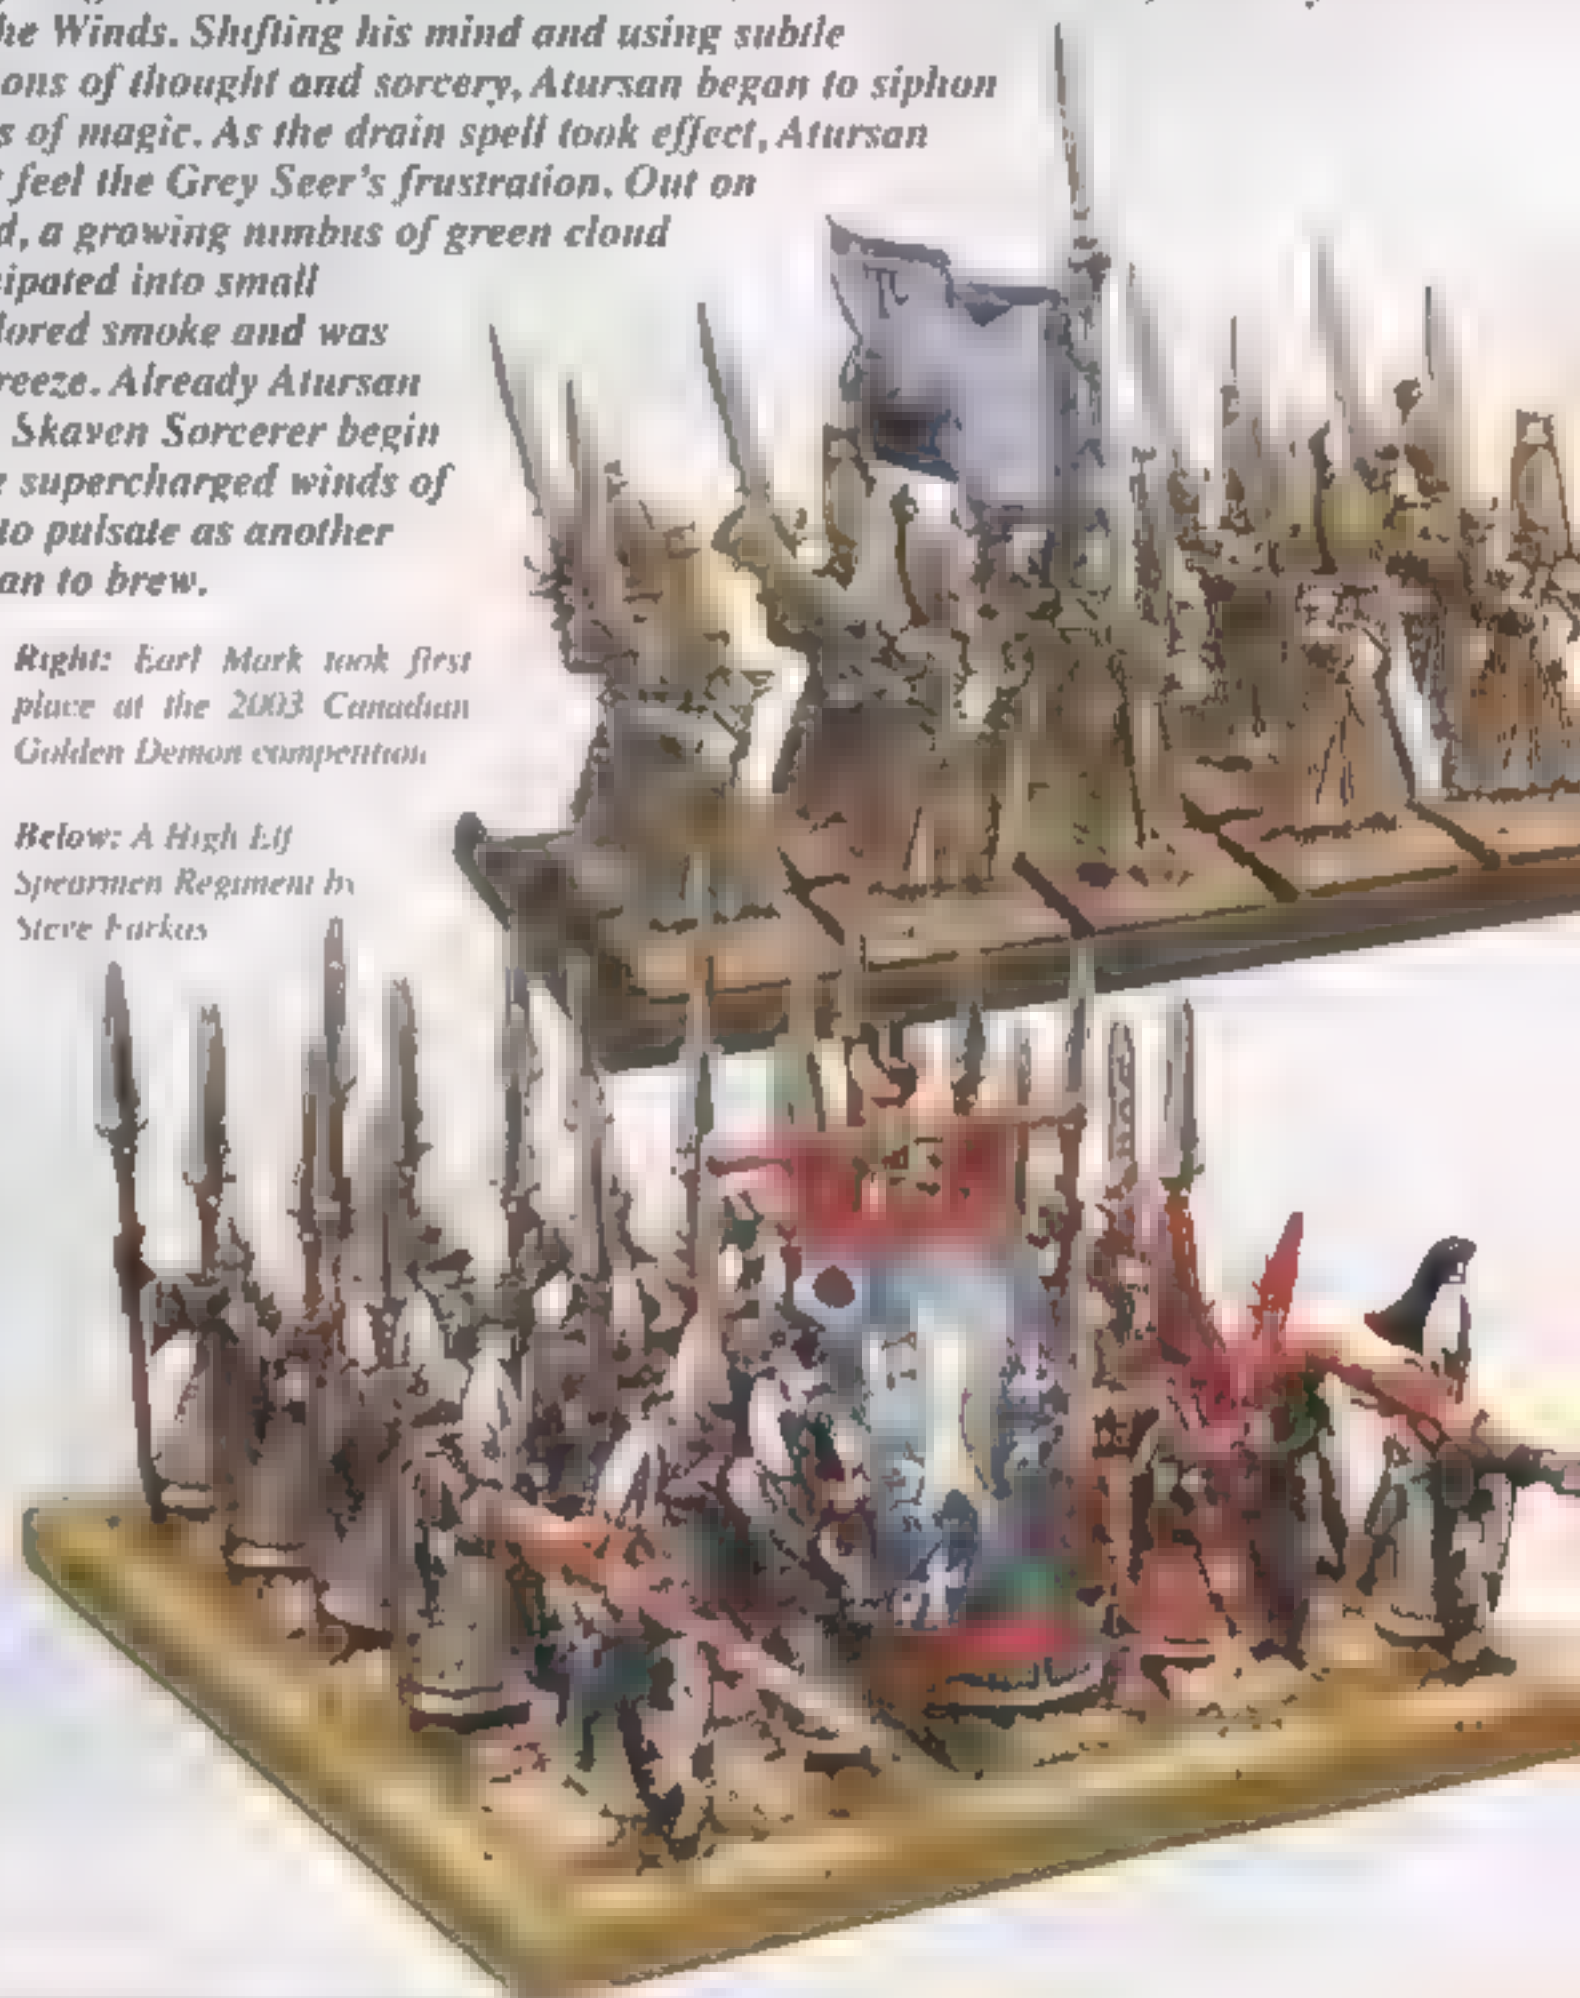 he Winds. Shifting his mind and using subtle
ons of thought and sorcery, Atursan began to siphon
s of magic. As the drain spell took effect, Atursan
t feel the Grey Seer's frustration. Out on
d, a growing nimbus of green cloud
ipated into small
lored smoke and was
reeze. Already Atursan
Skaven Sorcerer begin
e supercharged winds of
to pulsate as another
an to brew.
Right: Earl Mark took first
place at the 2003 Canadian
Golden Demon competition
Below: A High Elf
Spearmen Regiment by
Steve Farkas